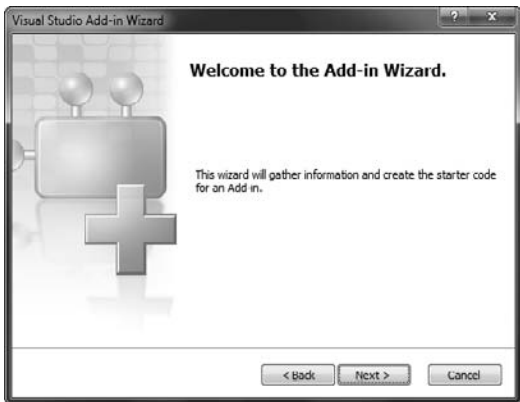 Visual Studio Add-in Wizard
Welcome to the Add-in Wizard.
This wizard will gather information and create the starter code
for an Add in.
< Back
Next >
Cancel